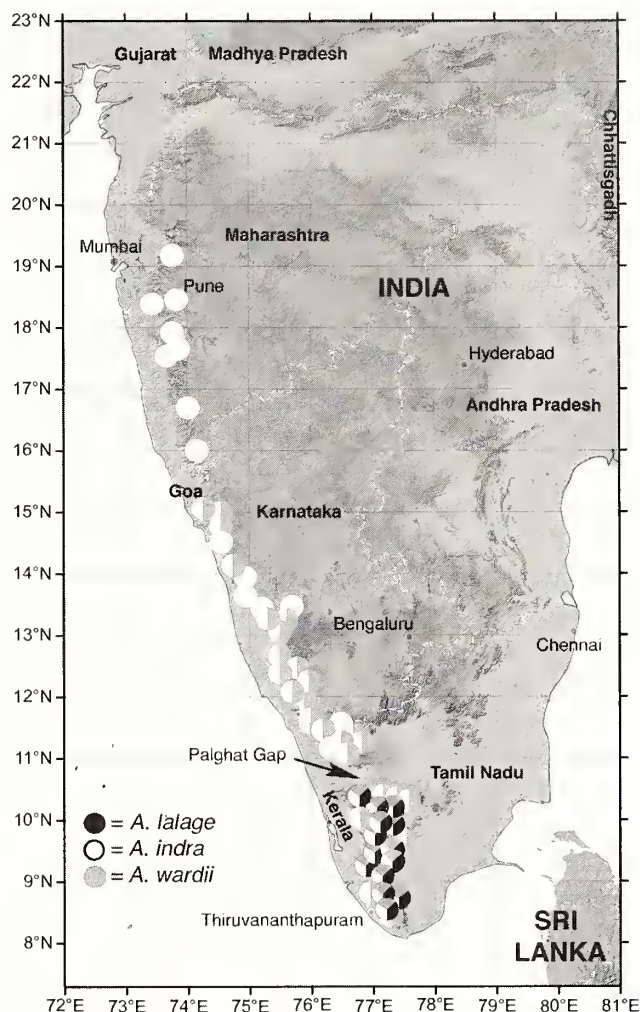 23°N
Gujarat Madhya Pradesh
22°N
21°N
Chhattisgadh
20°N
Maharashtra
Mumbai
19°N
Pune
INDIA
18°N
Hyderabad
17°N
Andhra Pradesh
16°N
Goa
15°N
Karnataka
14°N
Bengaluru
13°N
Chennai
12°N
11°N
Palghat Gap
Tamil Nadu
10°N
Kerala
= A. lalage
= A. indra
9°N
= A. wardii
Thiruvananthapuram
SRI
LANKA
8°N
72°E 73°E 74°E 75°E 76°E 77°E 78°E 79°E 80°E 81°E